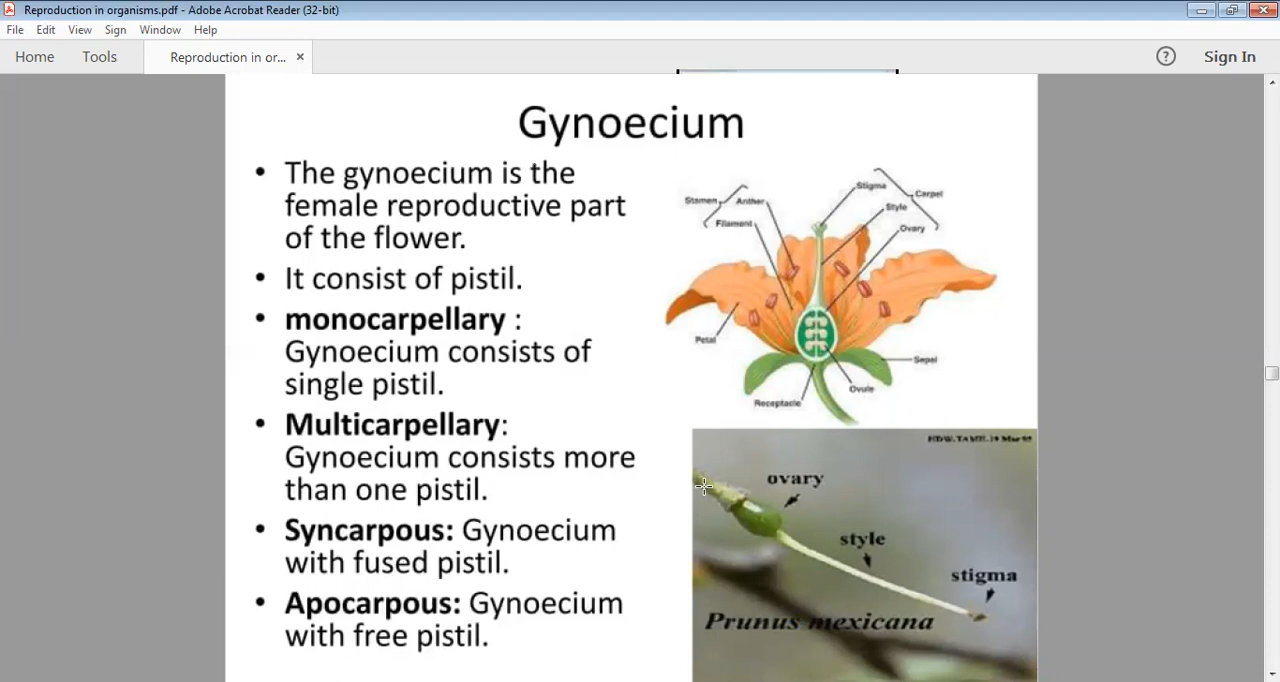 Reproduction in organisms.pdf - Adobe Acrobat Reader (32-bit)
File Edit View Sign Window Help
Home Tools Reproduction in or... × ? Sign In
Gynoecium
• The gynoecium is the
female reproductive part
of the flower.
• It consist of pistil.
• monocarpellary :
Gynoecium consists of
single pistil.
• Multicarpellary:
Gynoecium consists more
than one pistil.
• Syncarpous: Gynoecium
with fused pistil.
• Apocarpous: Gynoecium
with free pistil.
Stigma
Carpel
Stamen
Anther
Style
Filament
Ovary
Petal
Sepal
Ovule
Receptacle
ovary
style
stigma
Prunus mexicana